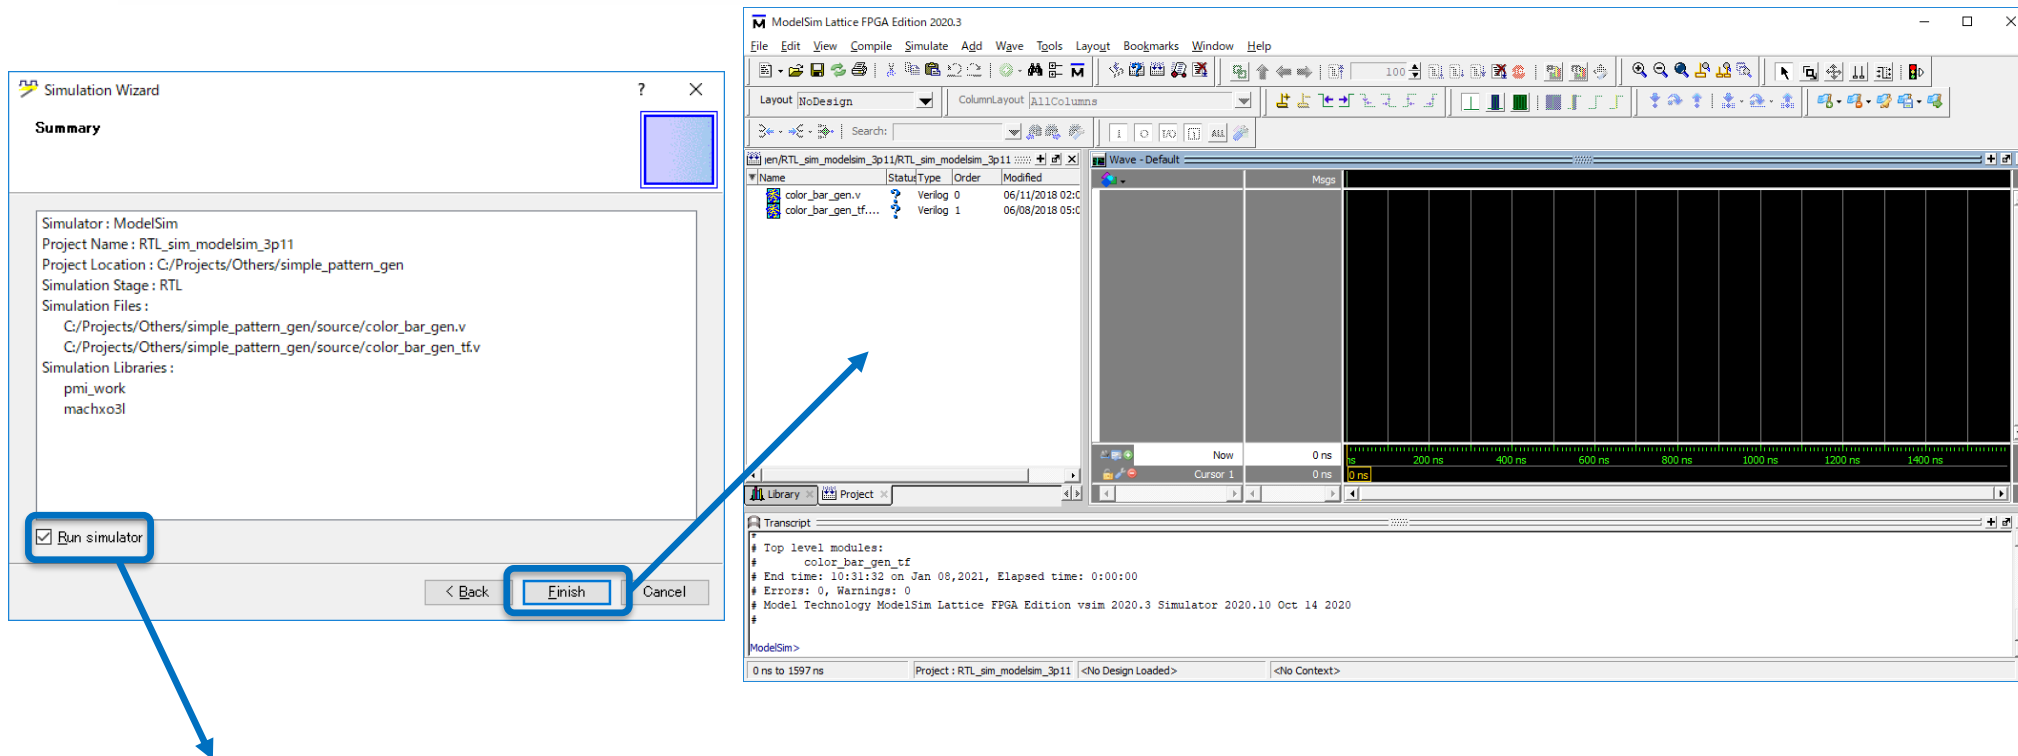 Simulation Wizard
?
Summary
Simulator : ModelSim
Project Name : RTL_sim_modelsim_3p11
Project Location : C:/Projects/Others/simple_pattern_gen
Simulation Stage : RTL
Simulation Files :
C:/Projects/Others/simple_pattern_gen/source/color_bar_gen.v
C:/Projects/Others/simple_pattern_gen/source/color_bar_gen_tf.v
Simulation Libraries :
pmi_work
machxo3l
Run simulator
< Back
Finish
Cancel
ModelSim Lattice FPGA Edition 2020.3
File Edit View Compile Simulate Add Wave Tools Layout Bookmarks Window Help
100
Layout NoDesign
ColumnLayout AllColumns
Search:
ALL
jen/RTL_sim_modelsim_3p11/RTL_sim_modelsim_3p11
Name Status Type Order Modified
color_bar_gen.v ? Verilog 0 06/11/2018 02:0
color_bar_gen_tf.... ? Verilog 1 06/08/2018 05:0
Library
Project
Wave - Default
Msgs
Now 0 ns
Cursor 1 0 ns
ns 200 ns 400 ns 600 ns 800 ns 1000 ns 1200 ns 1400 ns
0 ns
Transcript
#
# Top level modules:
# color_bar_gen_tf
# End time: 10:31:32 on Jan 08,2021, Elapsed time: 0:00:00
# Errors: 0, Warnings: 0
# Model Technology ModelSim Lattice FPGA Edition vsim 2020.3 Simulator 2020.10 Oct 14 2020
#
ModelSim>
0 ns to 1597 ns
Project : RTL_sim_modelsim_3p11
<No Design Loaded>
<No Context>